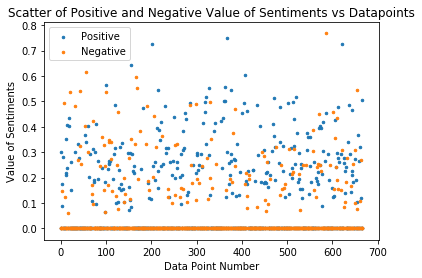 Scatter of Positive and Negative Value of Sentiments vs Datapoints
Positive
Negative
Value of Sentiments
0.8
0.7
0.6
0.5
0.4
0.3
0.2
0.1
0.0
0 100 200 300 400 500 600 700
Data Point Number